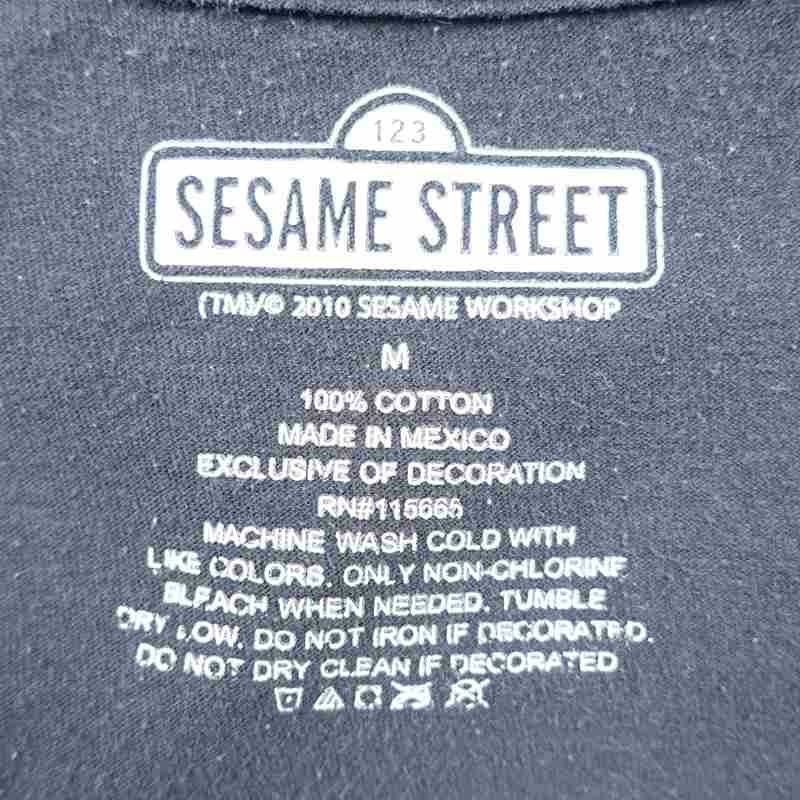 123
SESAME STREET
(TM)/© 2010 SESAME WORKSHOP
M
100% COTTON
MADE IN MEXICO
EXCLUSIVE OF DECORATION
RN#115665
MACHINE WASH COLD WITH
LIKE COLORS. ONLY NON-CHLORINE
BLEACH WHEN NEEDED. TUMBLE
DRY LOW. DO NOT IRON IF DECORATED.
DO NOT DRY CLEAN IF DECORATED